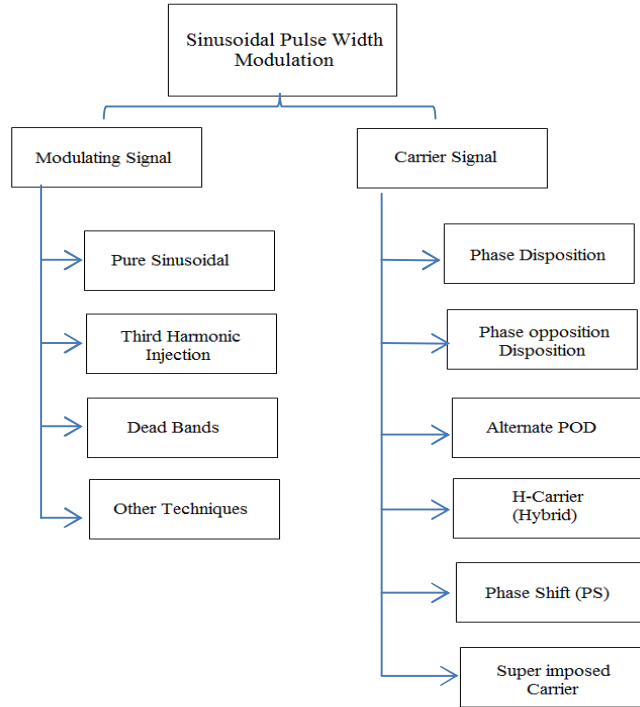 Sinusoidal Pulse Width
Modulation
Modulating Signal
Pure Sinusoidal
Third Harmonic
Injection
Dead Bands
Other Techniques
Carrier Signal
Phase Disposition
Phase opposition
Disposition
Alternate POD
H-Carrier
(Hybrid)
Phase Shift (PS)
Super imposed
Carrier